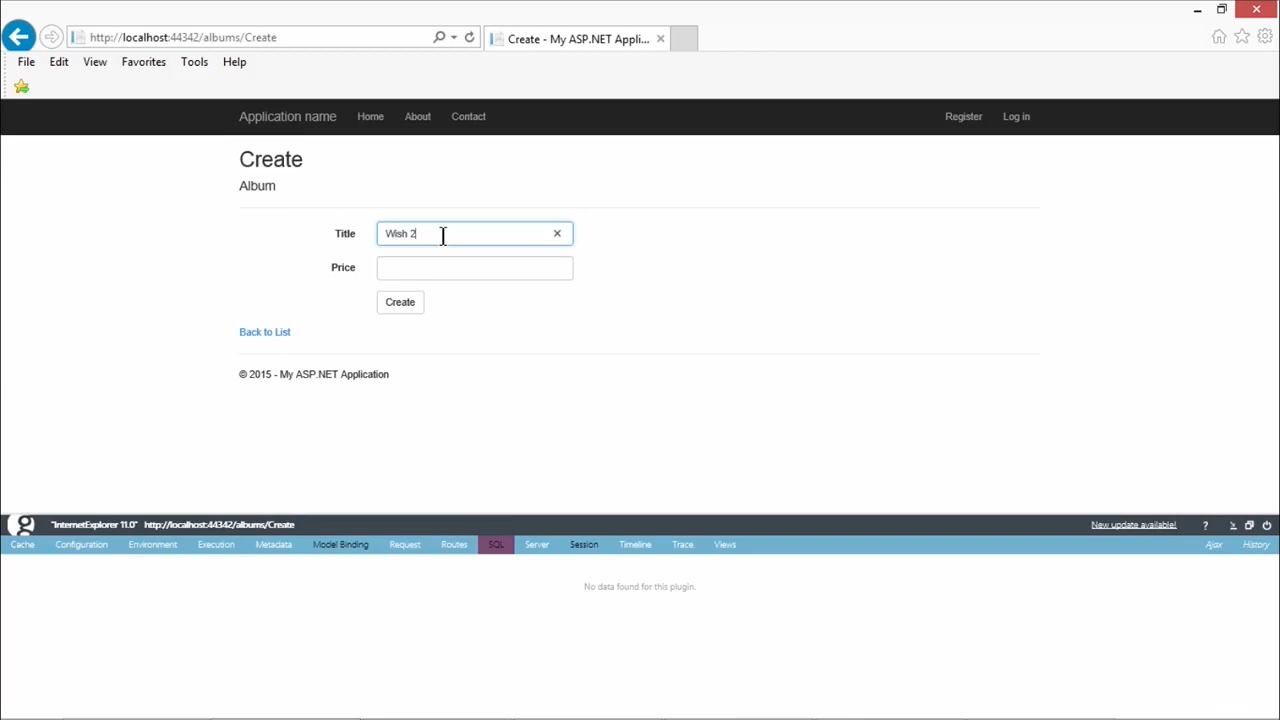 http://localhost:44342/albums/Create
Create - My ASP.NET Appli...
File Edit View Favorites Tools Help
Application name Home About Contact Register Log in
Create
Album
Title Wish 2
Price
Create
Back to List
© 2015 - My ASP.NET Application
g "InternetExplorer 11.0" http://localhost:44342/albums/Create New update available! ?
Cache Configuration Environment Execution Metadata Model Binding Request Routes SQL Server Session Timeline Trace Views Ajax History
No data found for this plugin.